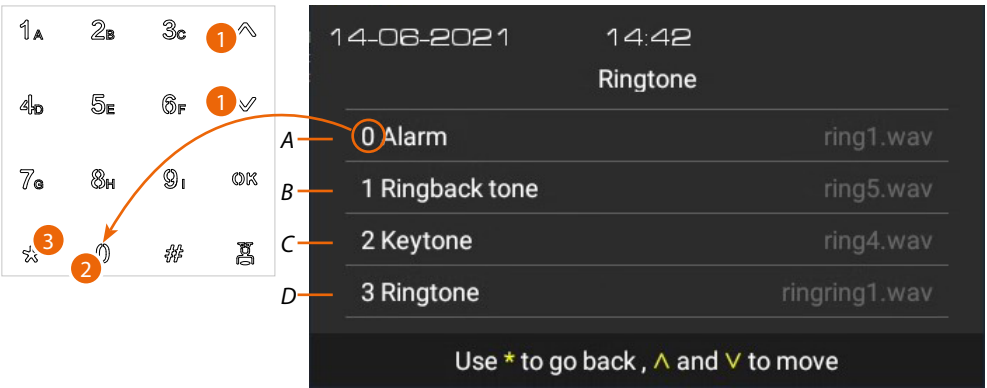 1A 2B 3C 1
4D 5E 6F 1
7G 8H 9I OK
* 3 2 0 #
14-06-2021 14:42
Ringtone
A 0 Alarm ring1.wav
B 1 Ringback tone ring5.wav
C 2 Keytone ring4.wav
D 3 Ringtone ringring1.wav
Use * to go back , ∧ and ∨ to move